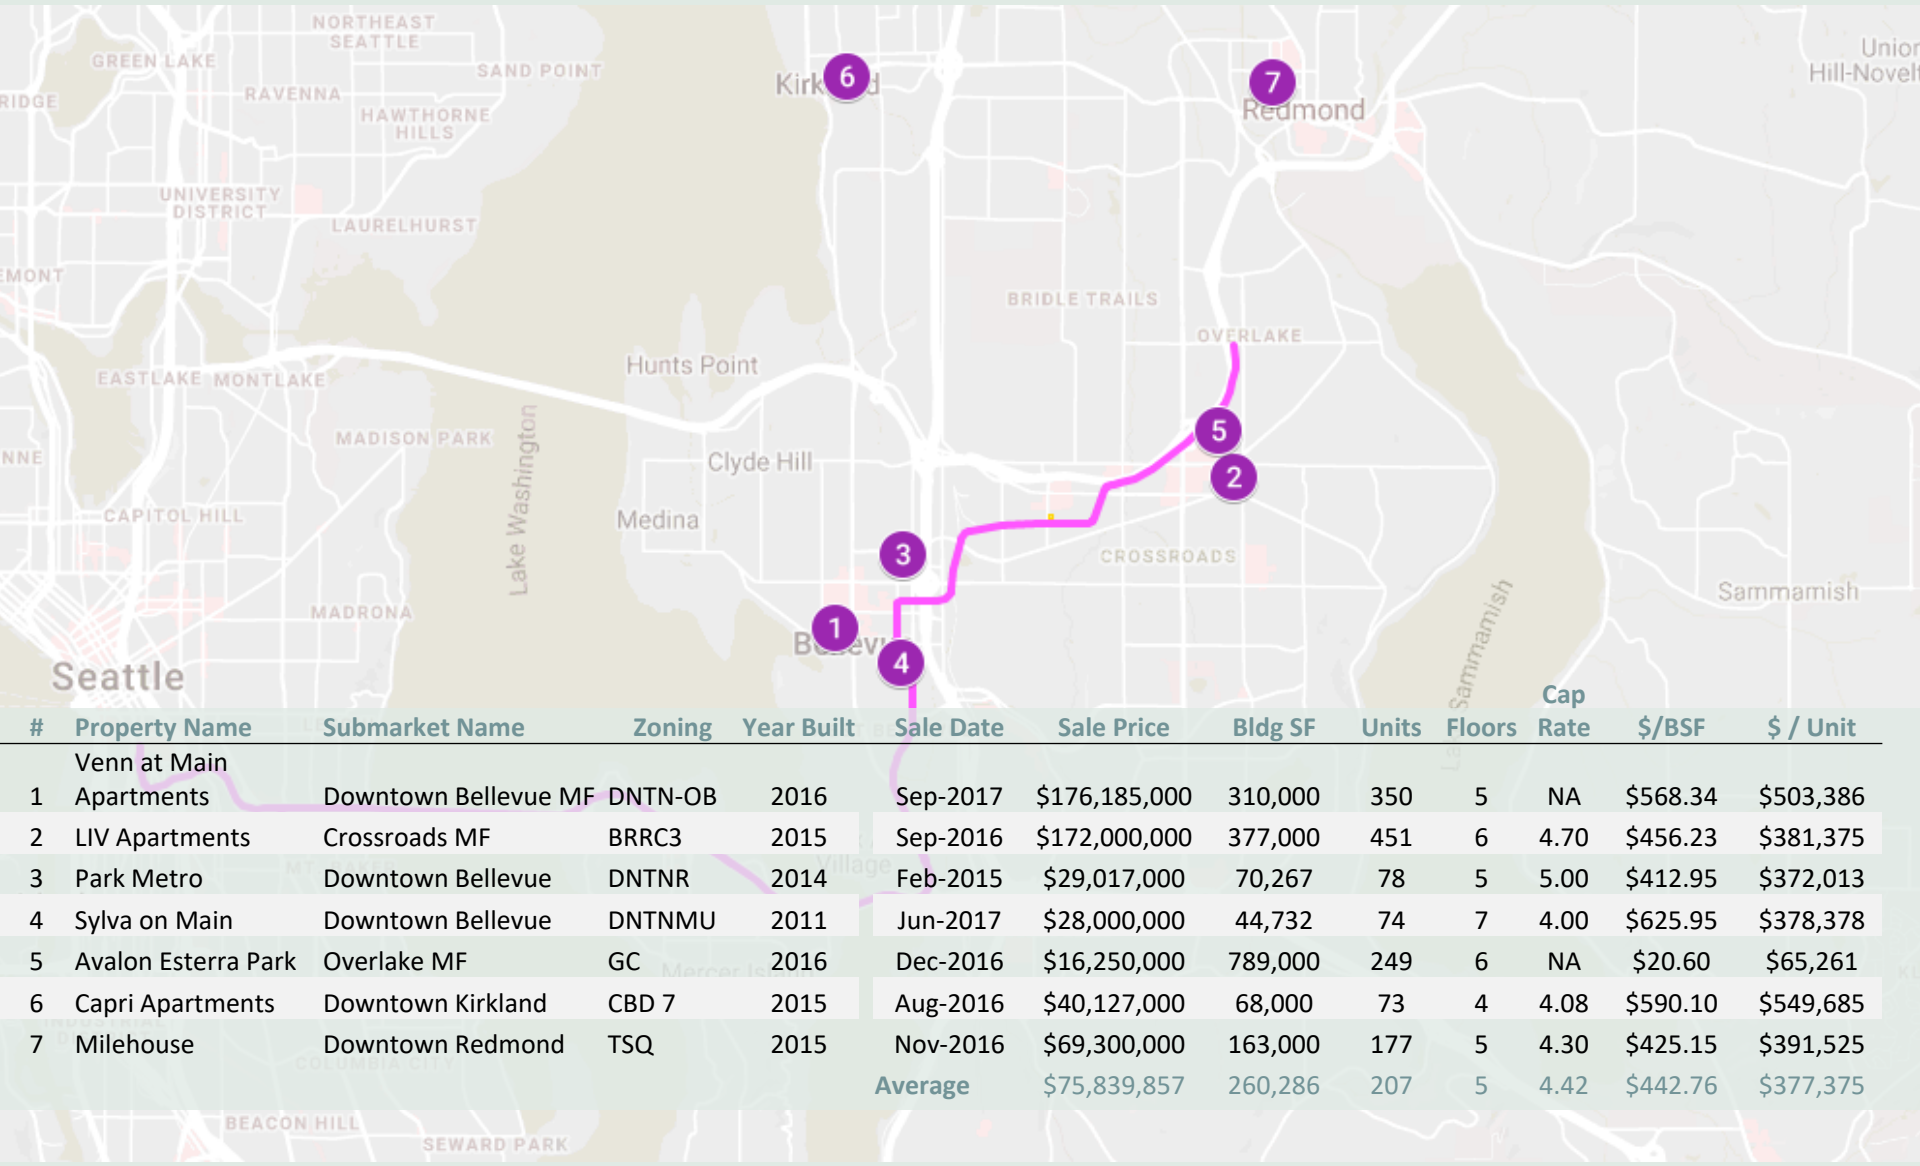 NORTHEAST
SEATTLE
GREEN LAKE
SAND POINT
RIDGE
RAVENNA
HAWTHORNE
HILLS
6
7
Redmond
Union
Hill-Novelt
UNIVERSITY
DISTRICT
LAURELHURST
EMONT
BRIDLE TRAILS
OVERLAKE
Hunts Point
EASTLAKE
MONTLAKE
MADISON PARK
NNE
Clyde Hill
5
2
Lake Washington
CAPITOL HILL
Medina
3
CROSSROADS
MADRONA
1
4
Sammamish
Sammamish
Seattle
# Property Name Submarket Name Zoning Year Built Sale Date Sale Price Bldg SF Units Floors Cap Rate $/BSF $ / Unit
Venn at Main
1 Apartments Downtown Bellevue MF DNTN-OB 2016 Sep-2017 $176,185,000 310,000 350 5 NA $568.34 $503,386
2 LIV Apartments Crossroads MF BRRC3 2015 Sep-2016 $172,000,000 377,000 451 6 4.70 $456.23 $381,375
3 Park Metro Downtown Bellevue DNTNR 2014 Feb-2015 $29,017,000 70,267 78 5 5.00 $412.95 $372,013
4 Sylva on Main Downtown Bellevue DNTNMU 2011 Jun-2017 $28,000,000 44,732 74 7 4.00 $625.95 $378,378
5 Avalon Esterra Park Overlake MF GC 2016 Dec-2016 $16,250,000 789,000 249 6 NA $20.60 $65,261
6 Capri Apartments Downtown Kirkland CBD 7 2015 Aug-2016 $40,127,000 68,000 73 4 4.08 $590.10 $549,685
7 Milehouse Downtown Redmond TSQ 2015 Nov-2016 $69,300,000 163,000 177 5 4.30 $425.15 $391,525
Average $75,839,857 260,286 207 5 4.42 $442.76 $377,375
Village
Mercer Island
COLUMBIA CITY
BEACON HILL
SEWARD PARK